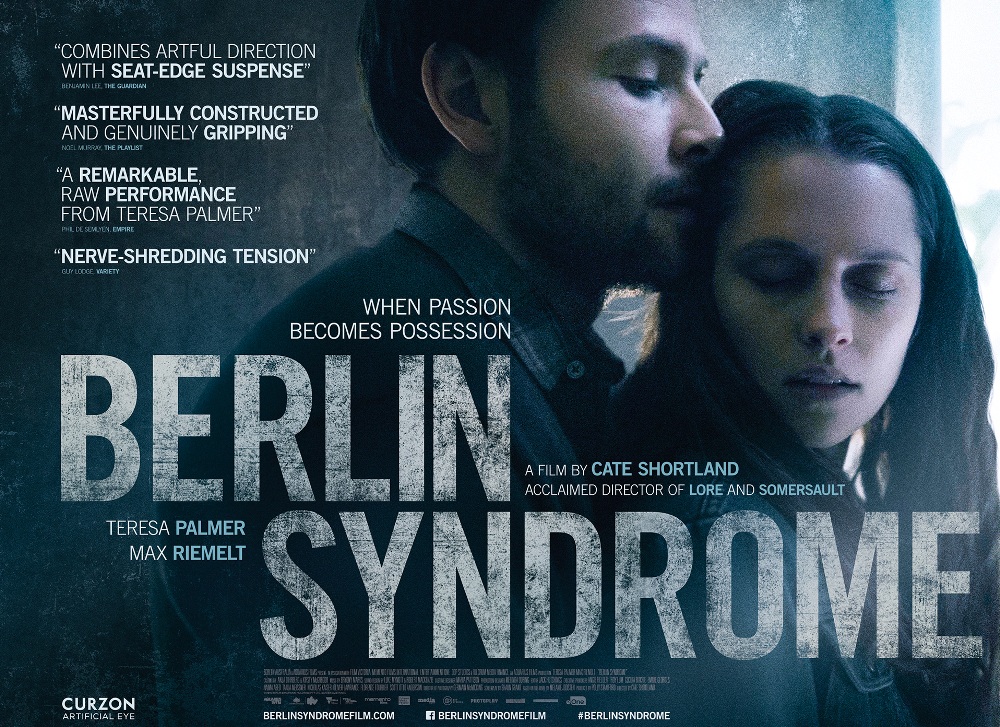 “COMBINES ARTFUL DIRECTION
WITH SEAT-EDGE SUSPENSE”
BENJAMIN LEE, THE GUARDIAN
“MASTERFULLY CONSTRUCTED
AND GENUINELY GRIPPING”
NOEL MURRAY, THE PLAYLIST
“A REMARKABLE,
RAW PERFORMANCE
FROM TERESA PALMER”
PHIL DE SEMLYEN, EMPIRE
“NERVE-SHREDDING TENSION”
GUY LODGE, VARIETY
WHEN PASSION
BECOMES POSSESSION
BERLIN
A FILM BY CATE SHORTLAND
ACCLAIMED DIRECTOR OF LORE AND SOMERSAULT
TERESA PALMER
MAX RIEMELT
SYNDROME
CURZON
ARTIFICIAL EYE
BERLINSYNDROMEFILM.COM
/BERLINSYNDROMEFILM
#BERLINSYNDROME